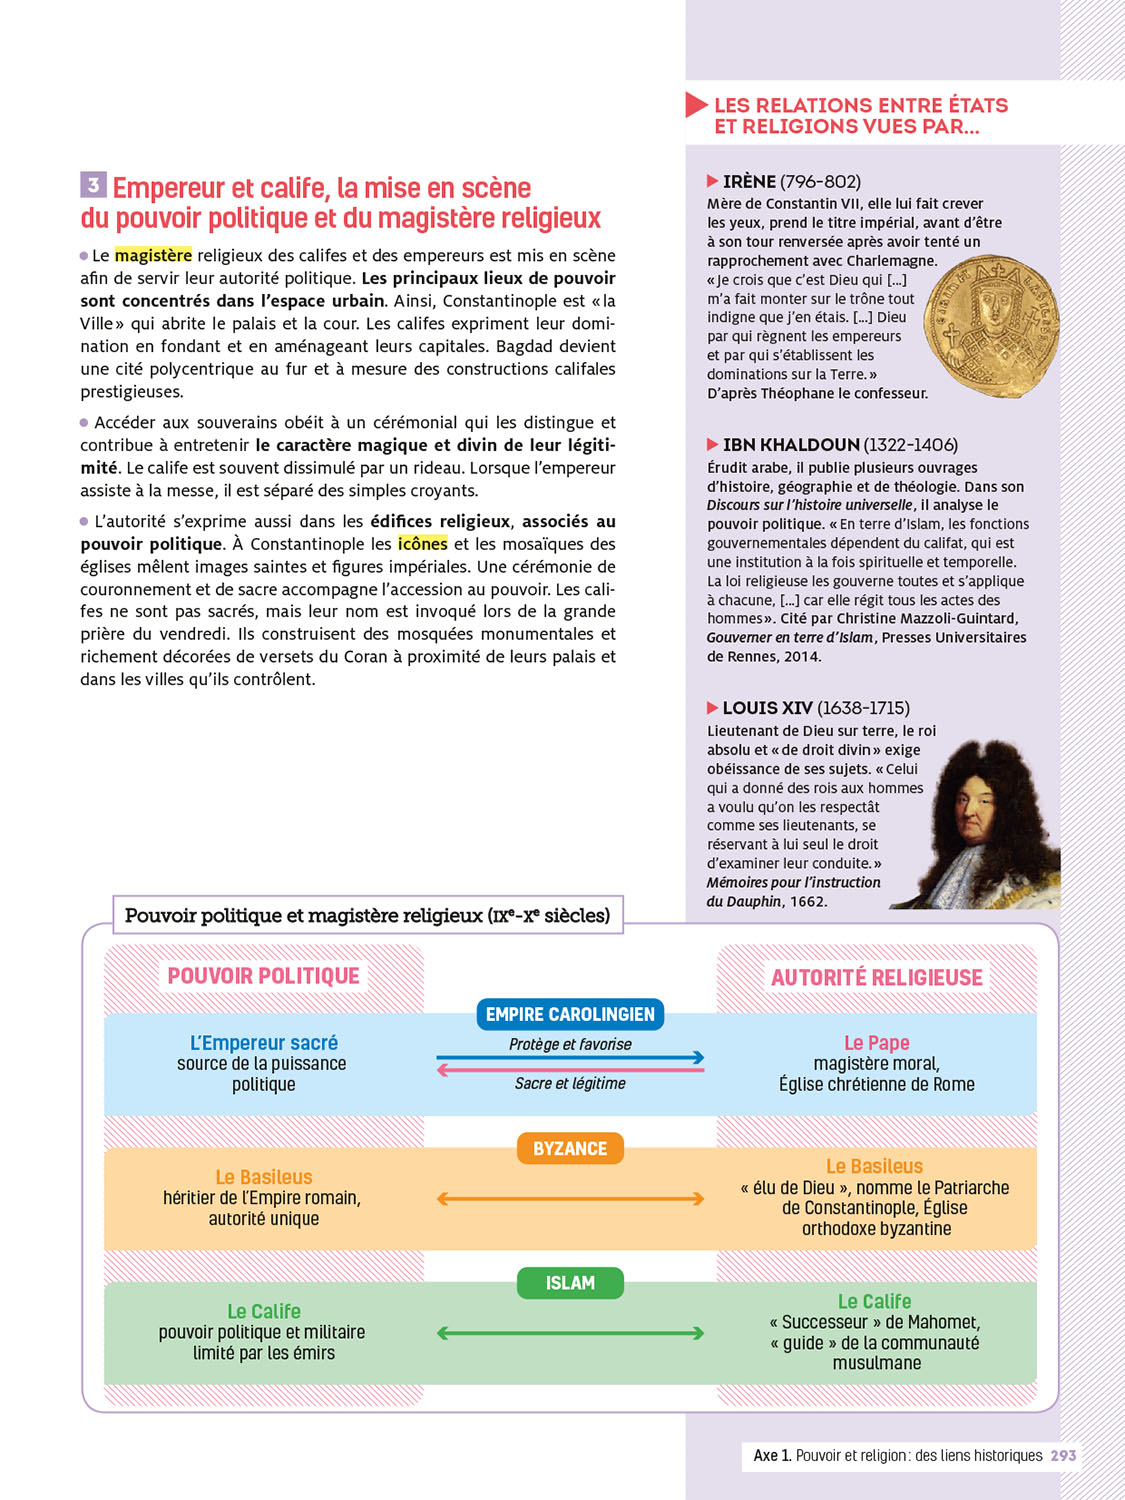 3 Empereur et calife, la mise en scène
du pouvoir politique et du magistère religieux
● Le magistère religieux des califes et des empereurs est mis en scène
afin de servir leur autorité politique. Les principaux lieux de pouvoir
sont concentrés dans l'espace urbain. Ainsi, Constantinople est « la
Ville » qui abrite le palais et la cour. Les califes expriment leur domi-
nation en fondant et en aménageant leurs capitales. Bagdad devient
une cité polycentrique au fur et à mesure des constructions califales
prestigieuses.
● Accéder aux souverains obéit à un cérémonial qui les distingue et
contribue à entretenir le caractère magique et divin de leur légiti-
mité. Le calife est souvent dissimulé par un rideau. Lorsque l'empereur
assiste à la messe, il est séparé des simples croyants.
● L'autorité s'exprime aussi dans les édifices religieux, associés au
pouvoir politique. À Constantinople les icônes et les mosaïques des
églises mêlent images saintes et figures impériales. Une cérémonie de
couronnement et de sacre accompagne l'accession au pouvoir. Les cali-
fes ne sont pas sacrés, mais leur nom est invoqué lors de la grande
prière du vendredi. Ils construisent des mosquées monumentales et
richement décorées de versets du Coran à proximité de leurs palais et
dans les villes qu'ils contrôlent.
LES RELATIONS ENTRE ÉTATS
ET RELIGIONS VUES PAR...
IRÈNE (796-802)
Mère de Constantin VII, elle lui fait crever
les yeux, prend le titre impérial, avant d'être
à son tour renversée après avoir tenté un
rapprochement avec Charlemagne.
« Je crois que c'est Dieu qui [...]
m'a fait monter sur le trône tout
indigne que j'en étais. [...] Dieu
par qui règnent les empereurs
et par qui s'établissent les
dominations sur la Terre. »
D'après Théophane le confesseur.
IBN KHALDOUN (1322-1406)
Érudit arabe, il publie plusieurs ouvrages
d'histoire, géographie et de théologie. Dans son
Discours sur l'histoire universelle, il analyse le
pouvoir politique. « En terre d'Islam, les fonctions
gouvernementales dépendent du califat, qui est
une institution à la fois spirituelle et temporelle.
La loi religieuse les gouverne toutes et s'applique
à chacune, [...] car elle régit tous les actes des
hommes ». Cité par Christine Mazzoli-Guintard,
Gouverner en terre d'Islam, Presses Universitaires
de Rennes, 2014.
LOUIS XIV (1638-1715)
Lieutenant de Dieu sur terre, le roi
absolu et « de droit divin » exige
obéissance de ses sujets. « Celui
qui a donné des rois aux hommes
a voulu qu'on les respectât
comme ses lieutenants, se
réservant à lui seul le droit
d'examiner leur conduite. »
Mémoires pour l'instruction
du Dauphin, 1662.
Pouvoir politique et magistère religieux (IXe-Xe siècles)
POUVOIR POLITIQUE
AUTORITÉ RELIGIEUSE
EMPIRE CAROLINGIEN
L'Empereur sacré
source de la puissance
politique
Protège et favorise
Sacre et légitime
Le Pape
magistère moral,
Église chrétienne de Rome
BYZANCE
Le Basileus
héritier de l'Empire romain,
autorité unique
Le Basileus
« élu de Dieu », nomme le Patriarche
de Constantinople, Église
orthodoxe byzantine
ISLAM
Le Calife
pouvoir politique et militaire
limité par les émirs
Le Calife
« Successeur » de Mahomet,
« guide » de la communauté
musulmane
Axe 1. Pouvoir et religion : des liens historiques 293